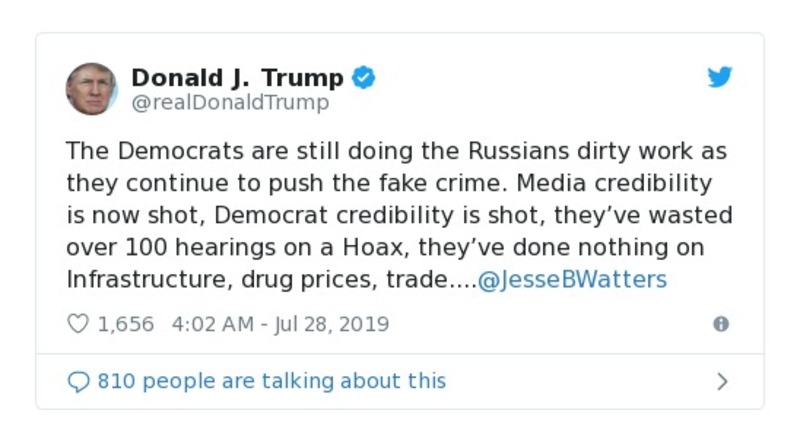 Donald J. Trump
@realDonaldTrump
The Democrats are still doing the Russians dirty work as
they continue to push the fake crime. Media credibility
is now shot, Democrat credibility is shot, they’ve wasted
over 100 hearings on a Hoax, they’ve done nothing on
Infrastructure, drug prices, trade....@JesseBWatters
1,656 4:02 AM - Jul 28, 2019
810 people are talking about this